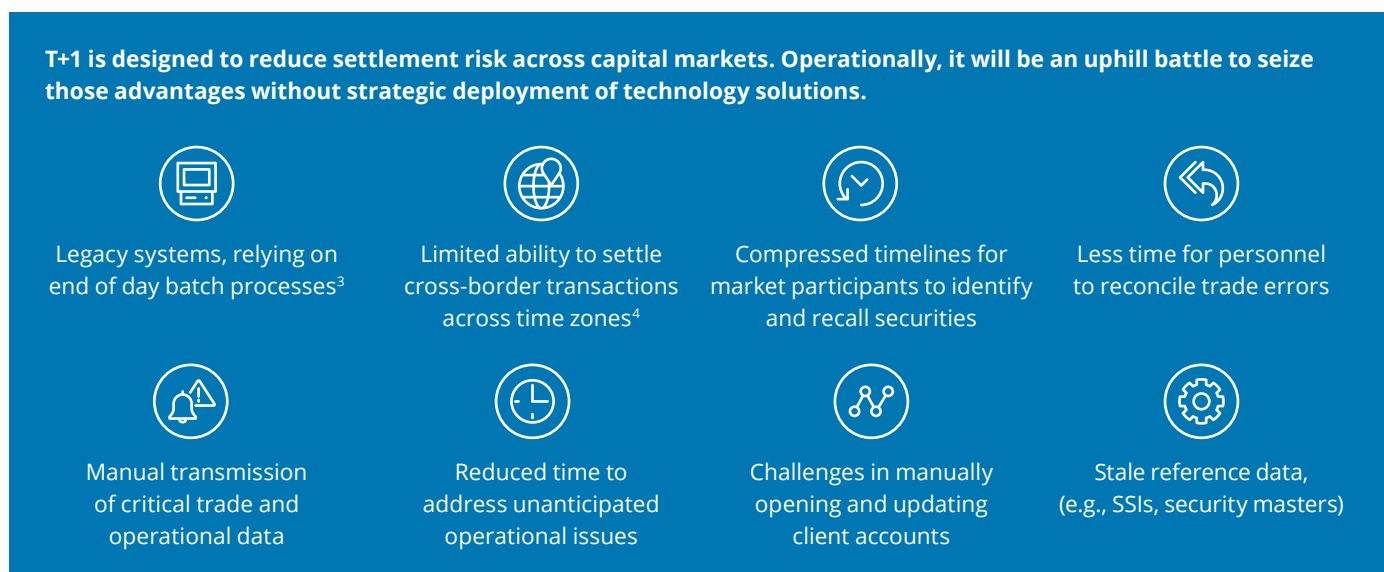 T+1 is designed to reduce settlement risk across capital markets. Operationally, it will be an uphill battle to seize
those advantages without strategic deployment of technology solutions.
Legacy systems, relying on
end of day batch processes³
Limited ability to settle
cross-border transactions
across time zones⁴
Compressed timelines for
market participants to identify
and recall securities
Less time for personnel
to reconcile trade errors
Manual transmission
of critical trade and
operational data
Reduced time to
address unanticipated
operational issues
Challenges in manually
opening and updating
client accounts
Stale reference data,
(e.g., SSIs, security masters)